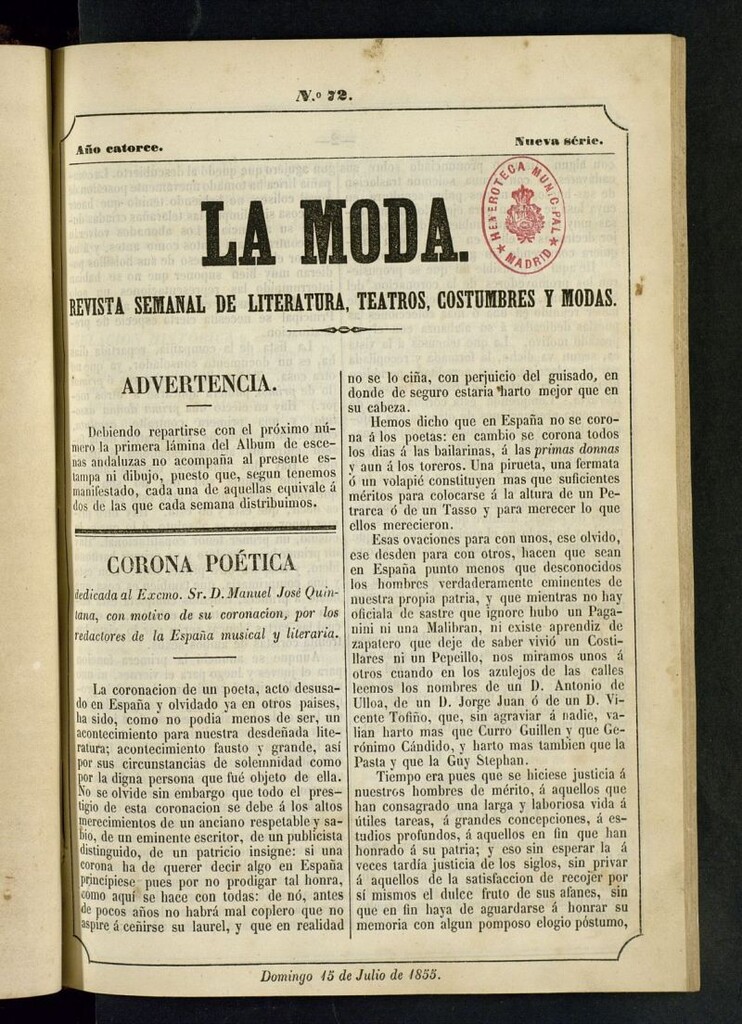 N.º 72.
Año catorce.
Nueva série.
LA MODA.
HEMEROTECA MUNICIPAL
MADRID
REVISTA SEMANAL DE LITERATURA, TEATROS, COSTUMBRES Y MODAS.
ADVERTENCIA.
Debiendo repartirse con el próximo nú-
mero la primera lámina del Album de esce-
nas andaluzas no acompaña al presente es-
tampa ni dibujo, puesto que, segun tenemos
manifestado, cada una de aquellas equivale á
dos de las que cada semana distribuimos.
CORONA POÉTICA
dedicada al Excmo. Sr. D. Manuel José Quin-
tana, con motivo de su coronacion, por los
redactores de la España musical y literaria.
La coronacion de un poeta, acto desusa-
do en España y olvidado ya en otros paises,
ha sido, como no podia menos de ser, un
acontecimiento para nuestra desdeñada lite-
ratura; acontecimiento fausto y grande, así
por sus circunstancias de solemnidad como
por la digna persona que fué objeto de ella.
No se olvide sin embargo que todo el pres-
tigio de esta coronacion se debe á los altos
merecimientos de un anciano respetable y sa-
bio, de un eminente escritor, de un publicista
distinguido, de un patricio insigne: si una
corona ha de querer decir algo en España
principiese pues por no prodigar tal honra,
como aquí se hace con todas: de nó, antes
de pocos años no habrá mal coplero que no
aspire á ceñirse su laurel, y que en realidad
no se lo ciña, con perjuicio del guisado, en
donde de seguro estaria harto mejor que en
su cabeza.
Hemos dicho que en España no se coro-
na á los poetas: en cambio se corona todos
los dias á las bailarinas, á las primas donnas
y aun á los toreros. Una pirueta, una fermata
ó un volapié constituyen mas que suficientes
méritos para colocarse á la altura de un Pe-
trarca ó de un Tasso y para merecer lo que
ellos merecieron.
Esas ovaciones para con unos, ese olvido,
ese desden para con otros, hacen que sean
en España punto menos que desconocidos
los hombres verdaderamente eminentes de
nuestra propia patria, y que mientras no hay
oficiala de sastre que ignore hubo un Paga-
nini ni una Malibran, ni existe aprendiz de
zapatero que deje de saber vivió un Costi-
llares ni un Pepeillo, nos miramos unos á
otros cuando en los azulejos de las calles
leemos los nombres de un D. Antonio de
Ulloa, de un D. Jorge Juan ó de un D. Vi-
cente Tofiño, que, sin agraviar á nadie, va-
lian harto mas que Curro Guillen y que Ge-
rónimo Cándido, y harto mas tambien que la
Pasta y que la Guy Stephan.
Tiempo era pues que se hiciese justicia á
nuestros hombres de mérito, á aquellos que
han consagrado una larga y laboriosa vida á
útiles tareas, á grandes concepciones, á es-
tudios profundos, á aquellos en fin que han
honrado á su patria; y eso sin esperar la á
veces tardía justicia de los siglos, sin privar
á aquellos de la satisfaccion de recojer por
sí mismos el dulce fruto de sus afanes, sin
que en fin haya de aguardarse á honrar su
memoria con algun pomposo elogio póstumo,
Domingo 15 de Julio de 1855.